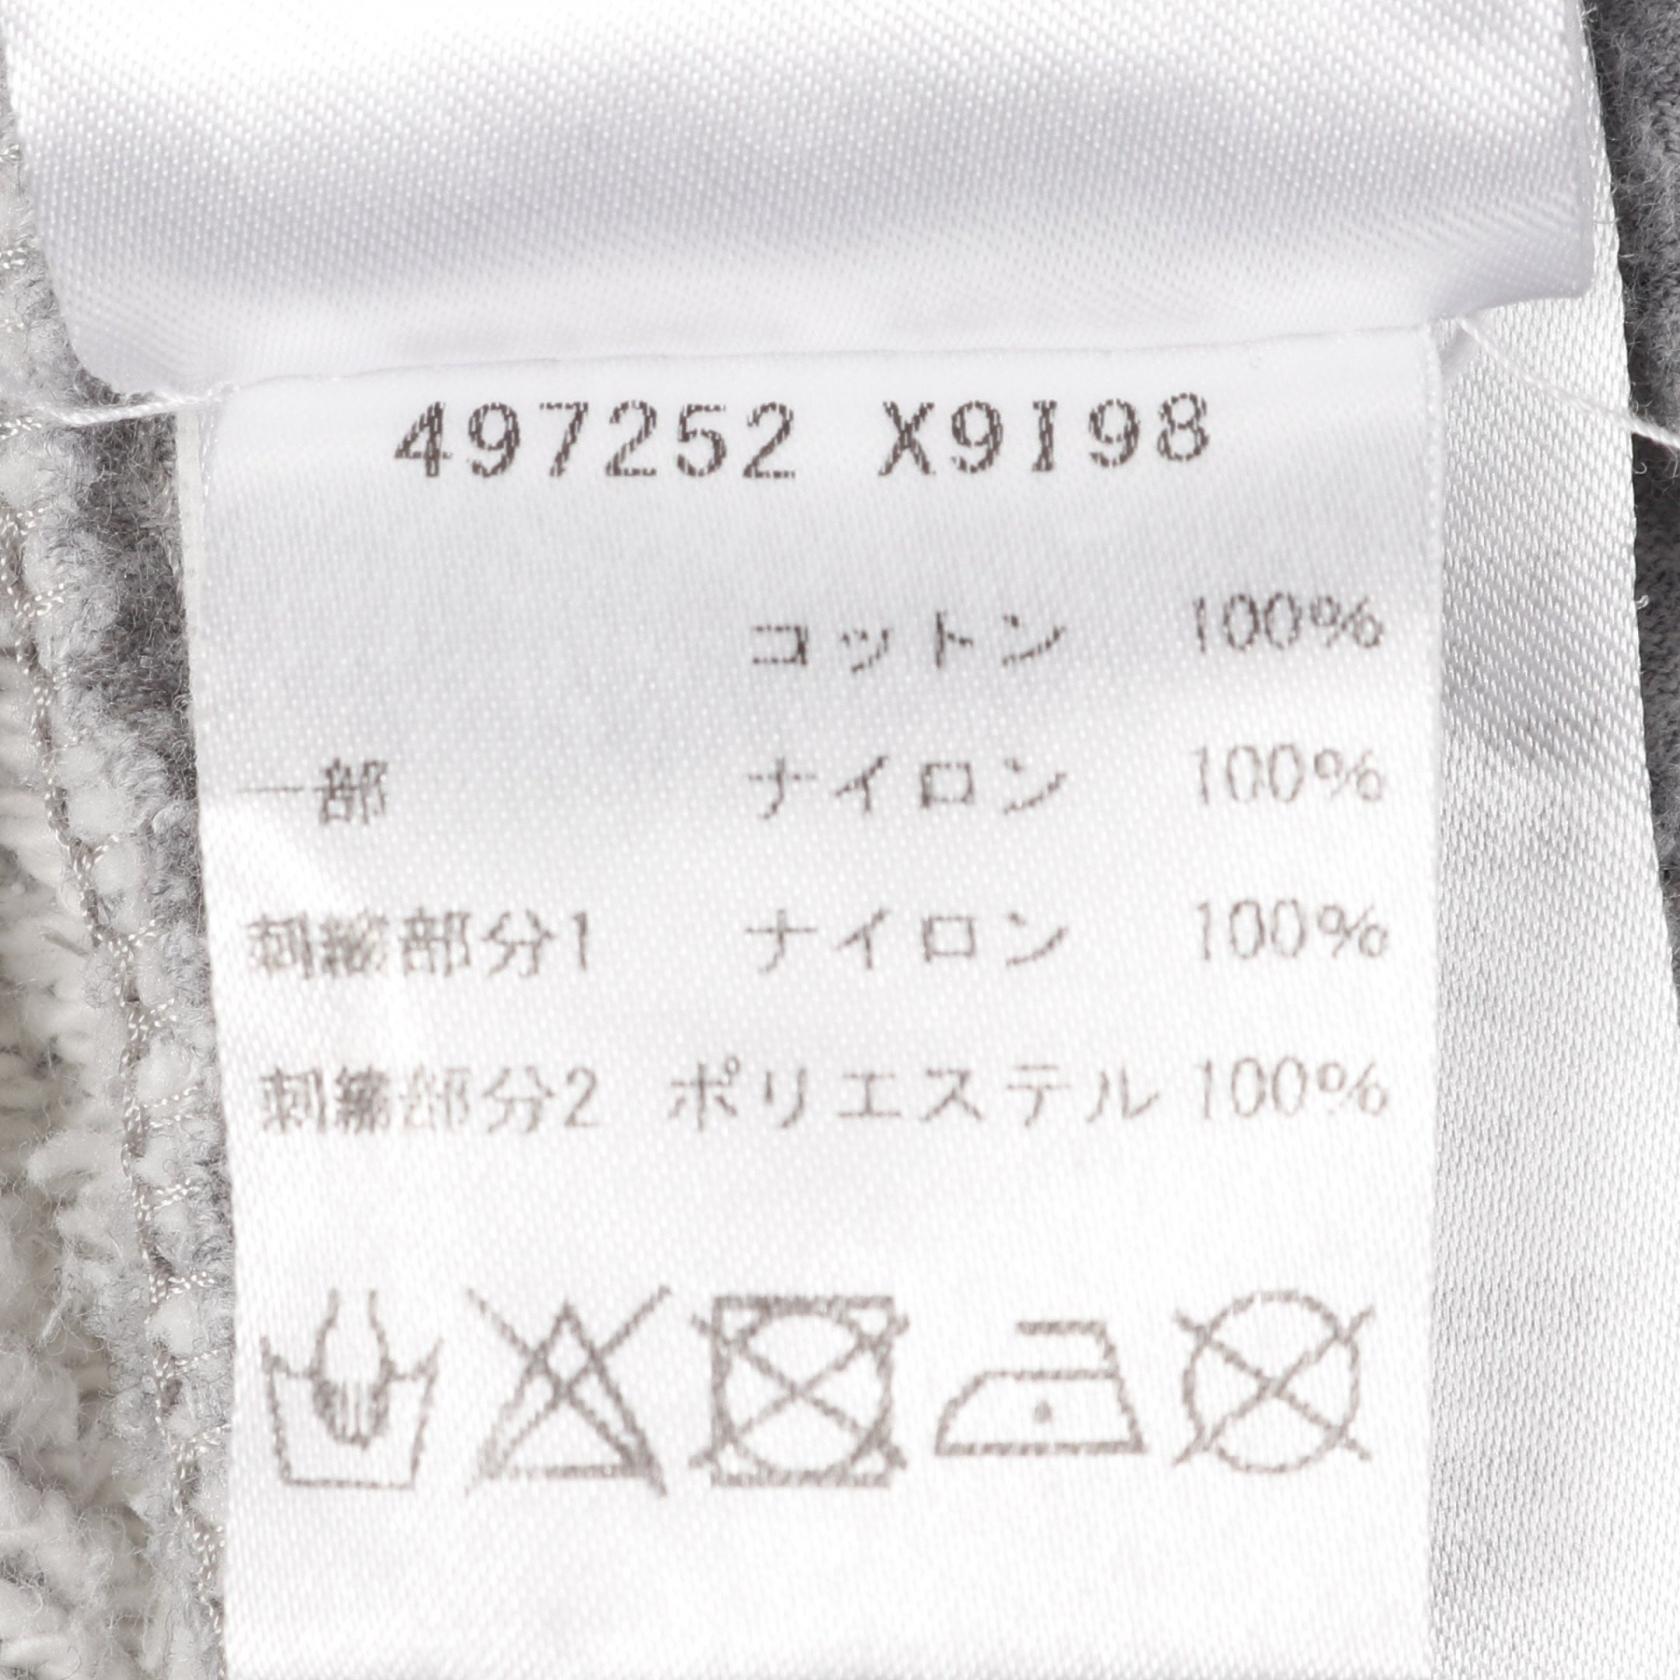 497252 X9I98
コットン 100%
一部 ナイロン 100%
刺繍部分1 ナイロン 100%
刺繍部分2 ポリエステル 100%